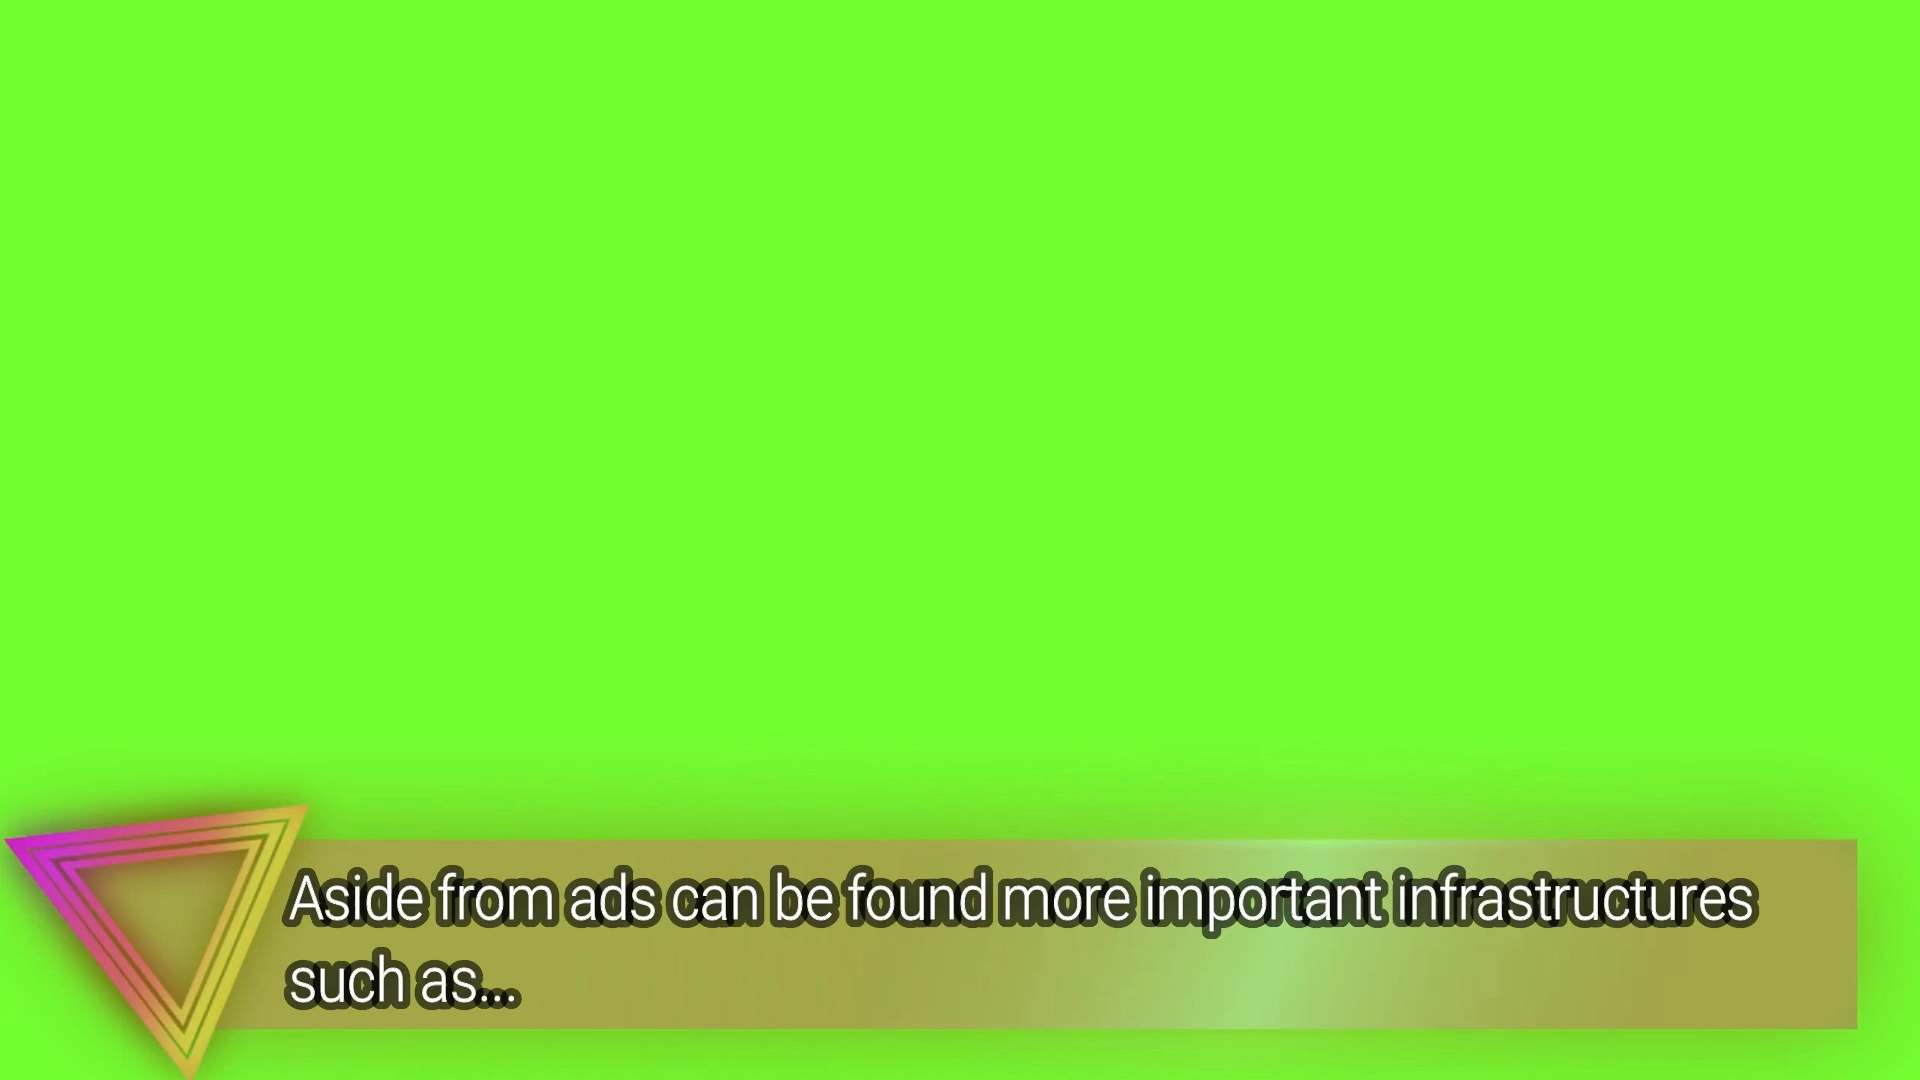 Aside from ads can be found more important infrastructures
such as...